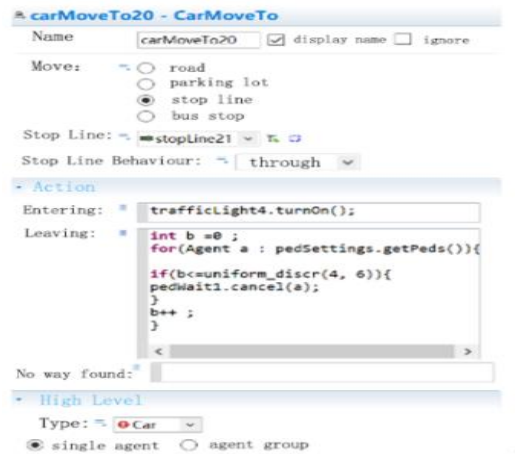 carMoveTo20 - CarMoveTo
Name carMoveTo20 display name ignore
Move: road
parking lot
stop line
bus stop
Stop Line: stopLine21
Stop Line Behaviour: through
Action
Entering: trafficLight4.turnOn();
Leaving: int b =0 ;
for(Agent a : pedSettings.getPeds()){
if(b<=uniform_discr(4, 6)){
pedWait1.cancel(a);
}
b++ ;
}
No way found:
High Level
Type: Car
single agent agent group